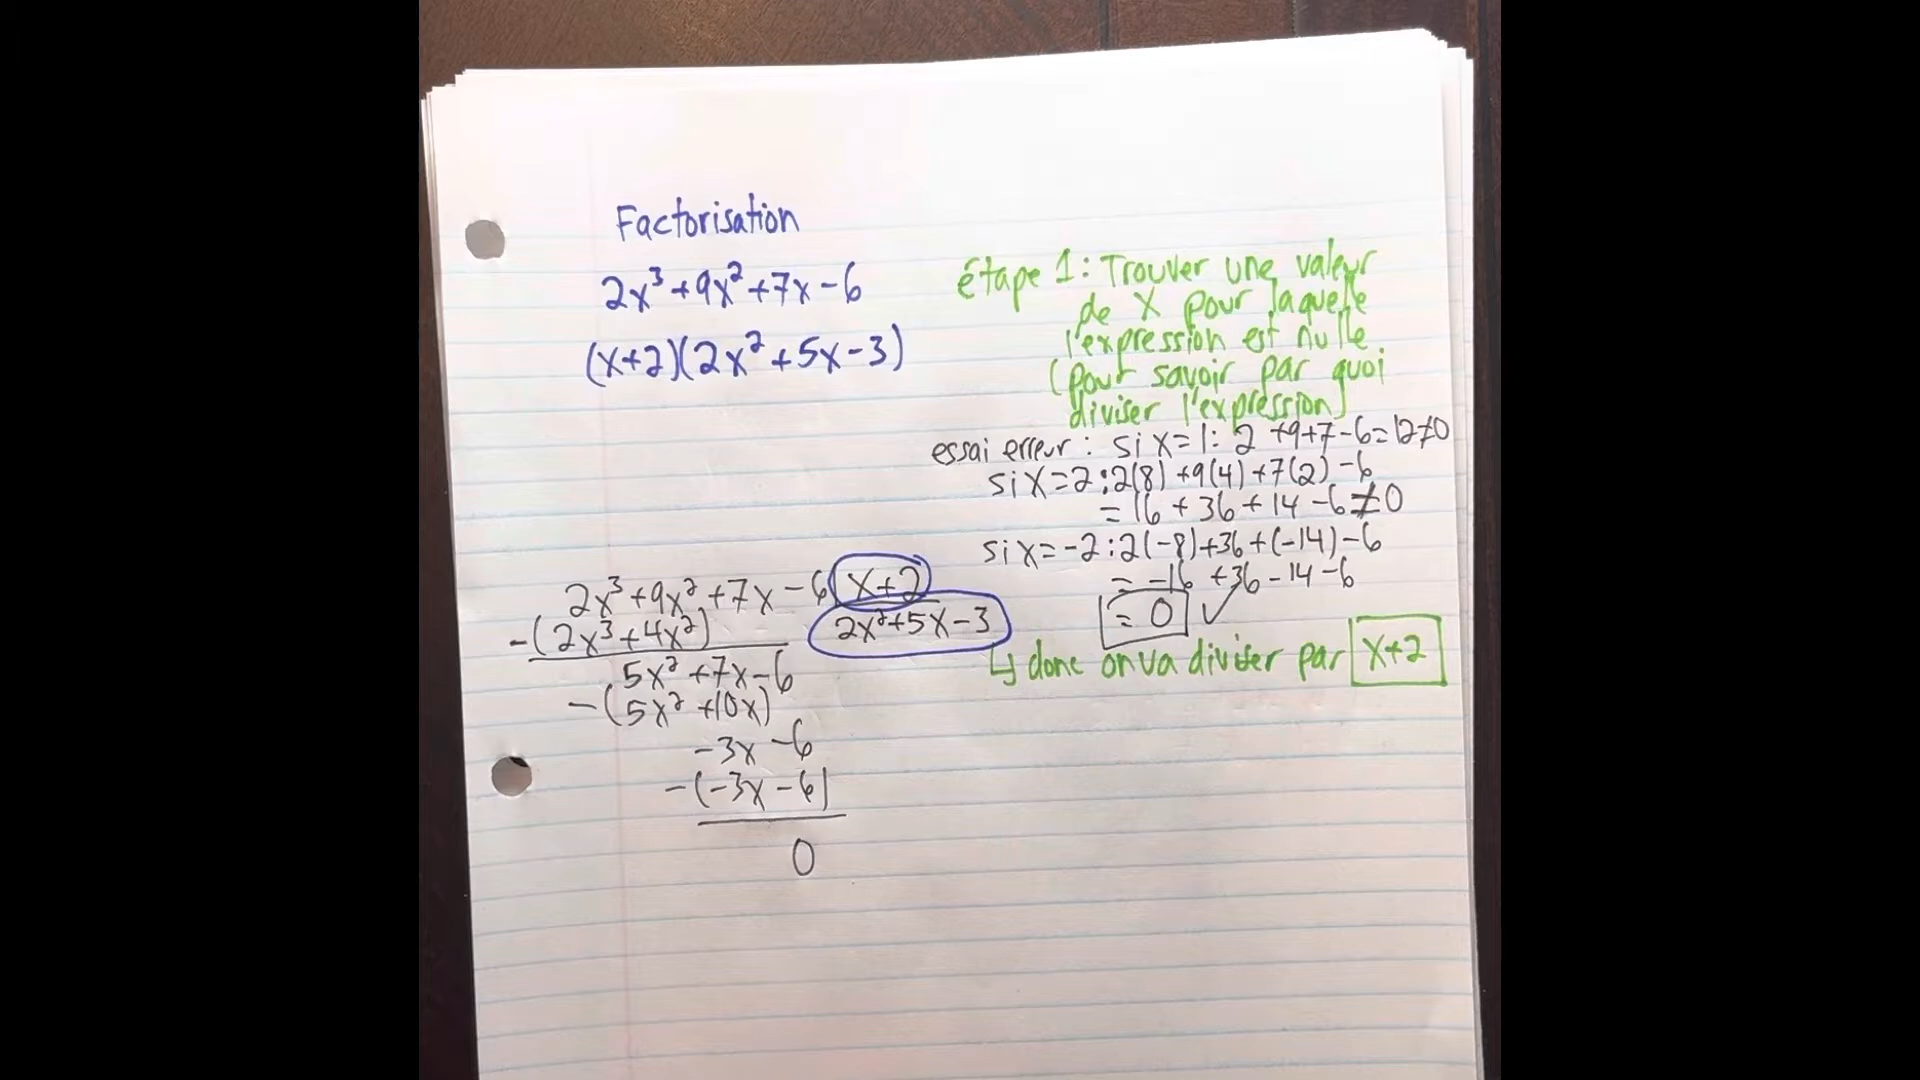 Factorisation
2x³+9x²+7x-6
(x+2)(2x²+5x-3)
étape 1: Trouver une valeur
de x pour laquelle
l'expression est nulle
(pour savoir par quoi
diviser l'expression)
essai erreur : si x=1: 2+9+7-6=12≠0
si x=2:2(8)+9(4)+7(2)-6
=16+36+14-6≠0
si x=-2:2(-8)+36+(-14)-6
=-16+36-14-6
=0 ✓
↳ donc on va diviser par x+2
2x³+9x²+7x-6 x+2
-(2x³+4x²) 2x²+5x-3
5x²+7x-6
-(5x²+10x)
-3x-6
-(-3x-6)
0